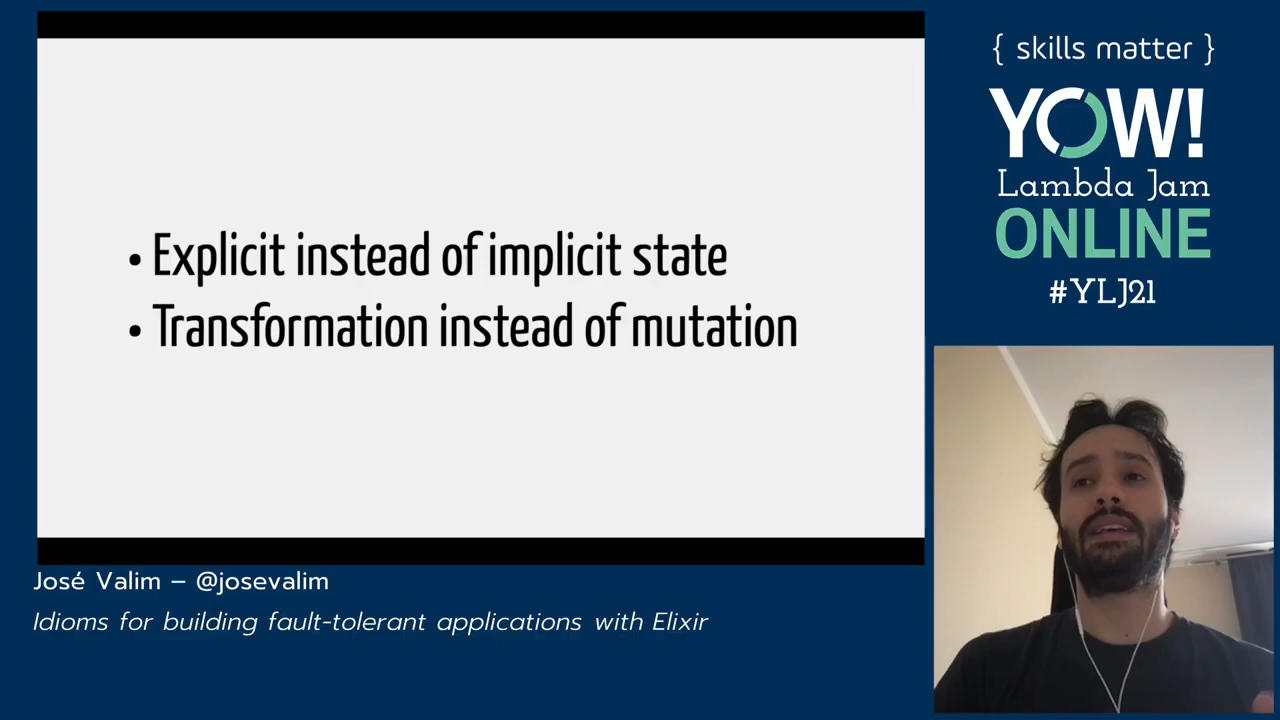 • Explicit instead of implicit state
• Transformation instead of mutation
{ skills matter }
YOW!
Lambda Jam
ONLINE
#YLJ21
José Valim – @josevalim
Idioms for building fault-tolerant applications with Elixir